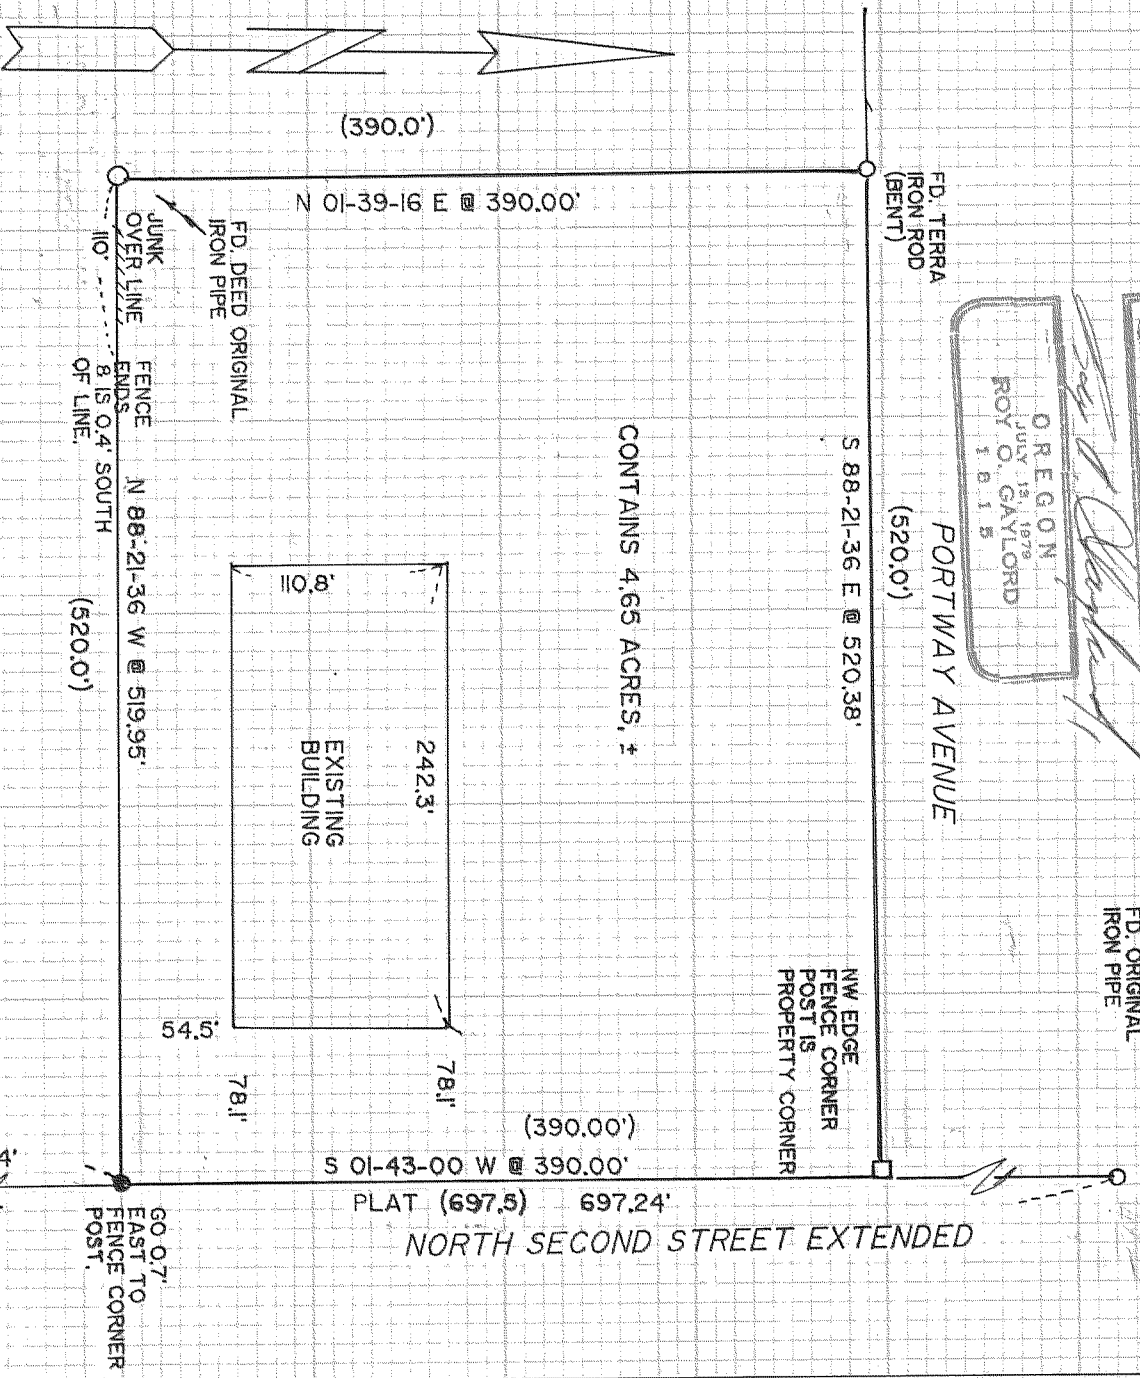 (390.0')
N 01-39-16 E @ 390.00'
FD. TERRA
IRON ROD
(BENT)
FD. DEED ORIGINAL
IRON PIPE
JUNK
OVER LINE
110'
FENCE
ENDS
& IS 0.4' SOUTH
OF LINE.
N 88-21-36 W @ 519.95'
(520.0')
S 88-21-36 E @ 520.38'
(520.0')
PORTWAY AVENUE
OREGON
JULY 13, 1979
ROY O. GAYLORD
1815
CONTAINS 4.65 ACRES, ±
110.8'
242.3'
EXISTING
BUILDING
54.5'
78.1'
78.1'
NW EDGE
FENCE CORNER
POST IS
PROPERTY CORNER
FD. ORIGINAL
IRON PIPE
(390.00')
S 01-43-00 W @ 390.00'
PLAT (697.5) 697.24'
NORTH SECOND STREET EXTENDED
GO 0.7'
EAST TO
FENCE CORNER
POST.
4'